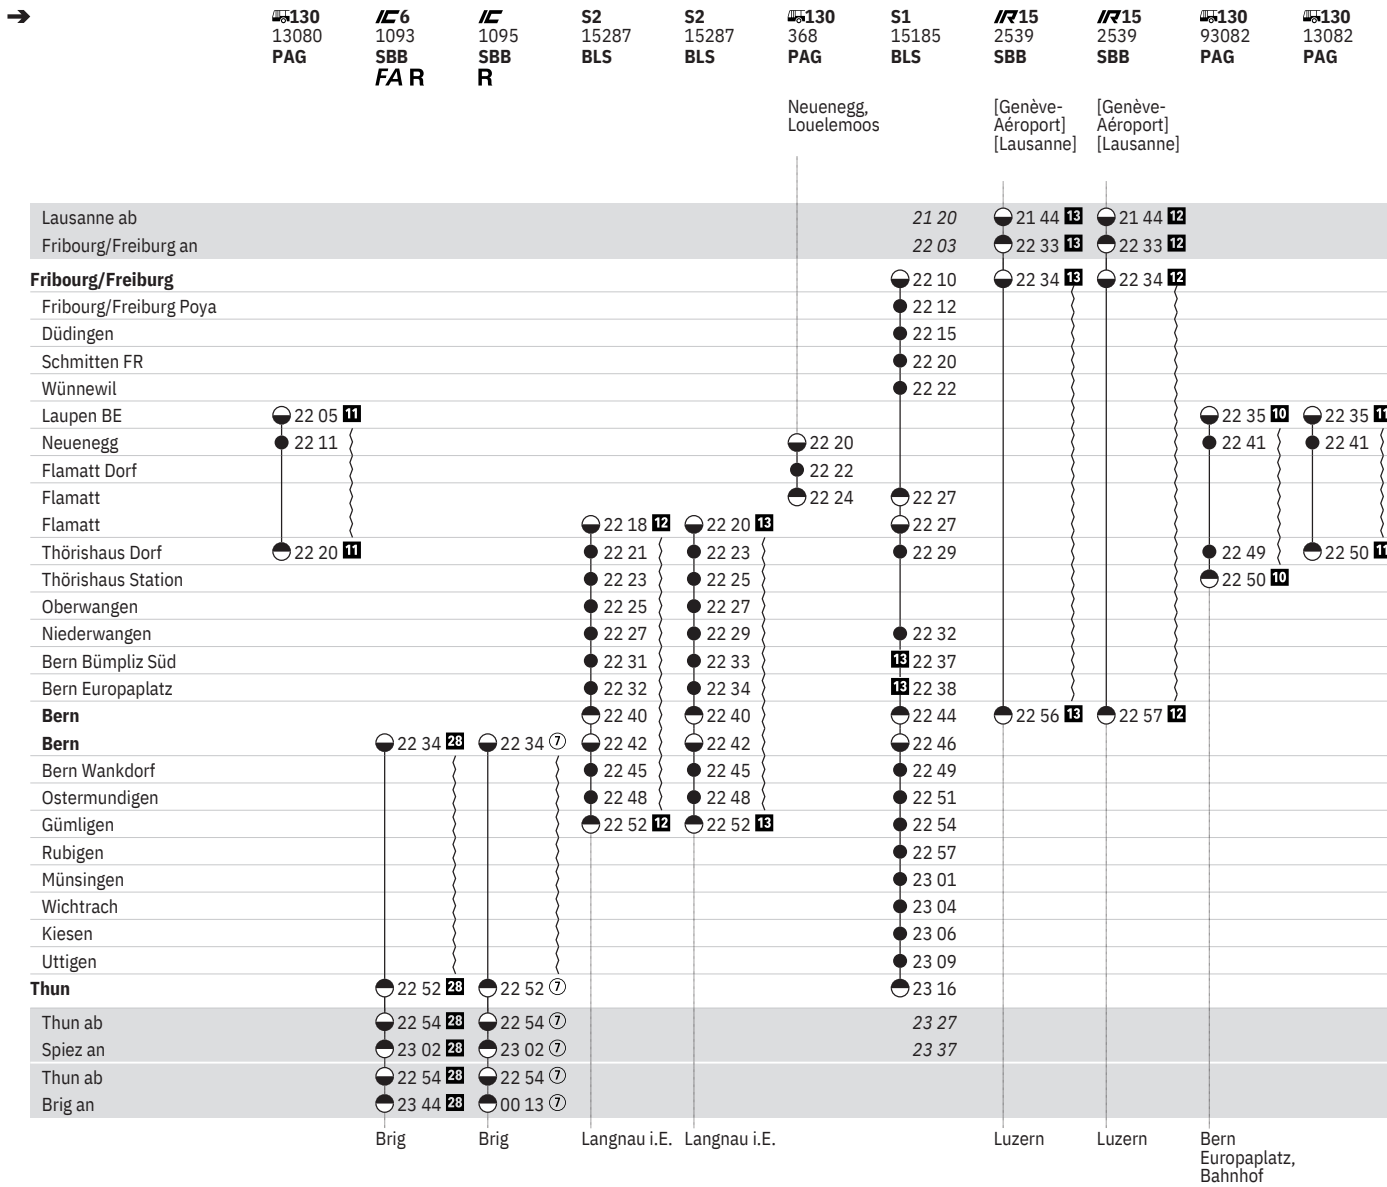 ➔ 130 IC6 IC S2 S2 130 S1 IR15 IR15 130 130
13080 1093 1095 15287 15287 368 15185 2539 2539 93082 13082
PAG SBB SBB BLS BLS PAG BLS SBB SBB PAG PAG
FA R R
Neuenegg, [Genève- [Genève-
Louelemoos Aéroport] Aéroport]
[Lausanne] [Lausanne]
Lausanne ab 21 20 21 44 13 21 44 12
Fribourg/Freiburg an 22 03 22 33 13 22 33 12
Fribourg/Freiburg 22 10 22 34 13 22 34 12
Fribourg/Freiburg Poya 22 12
Düdingen 22 15
Schmitten FR 22 20
Wünnewil 22 22
Laupen BE 22 05 11 22 35 10 22 35 11
Neuenegg 22 11 22 20 22 41 22 41
Flamatt Dorf 22 22
Flamatt 22 24 22 27
Flamatt 22 18 12 22 20 13 22 27
Thörishaus Dorf 22 20 11 22 21 22 23 22 29 22 49 22 50 11
Thörishaus Station 22 23 22 25 22 50 10
Oberwangen 22 25 22 27
Niederwangen 22 27 22 29 22 32
Bern Bümpliz Süd 22 31 22 33 13 22 37
Bern Europaplatz 22 32 22 34 13 22 38
Bern 22 40 22 40 22 44 22 56 13 22 57 12
Bern 22 34 28 22 34 7 22 42 22 42 22 46
Bern Wankdorf 22 45 22 45 22 49
Ostermundigen 22 48 22 48 22 51
Gümligen 22 52 12 22 52 13 22 54
Rubigen 22 57
Münsingen 23 01
Wichtrach 23 04
Kiesen 23 06
Uttigen 23 09
Thun 22 52 28 22 52 7 23 16
Thun ab 22 54 28 22 54 7 23 27
Spiez an 23 02 28 23 02 7 23 37
Thun ab 22 54 28 22 54 7
Brig an 23 44 28 00 13 7
Brig Brig Langnau i.E. Langnau i.E. Luzern Luzern Bern
Europaplatz,
Bahnhof